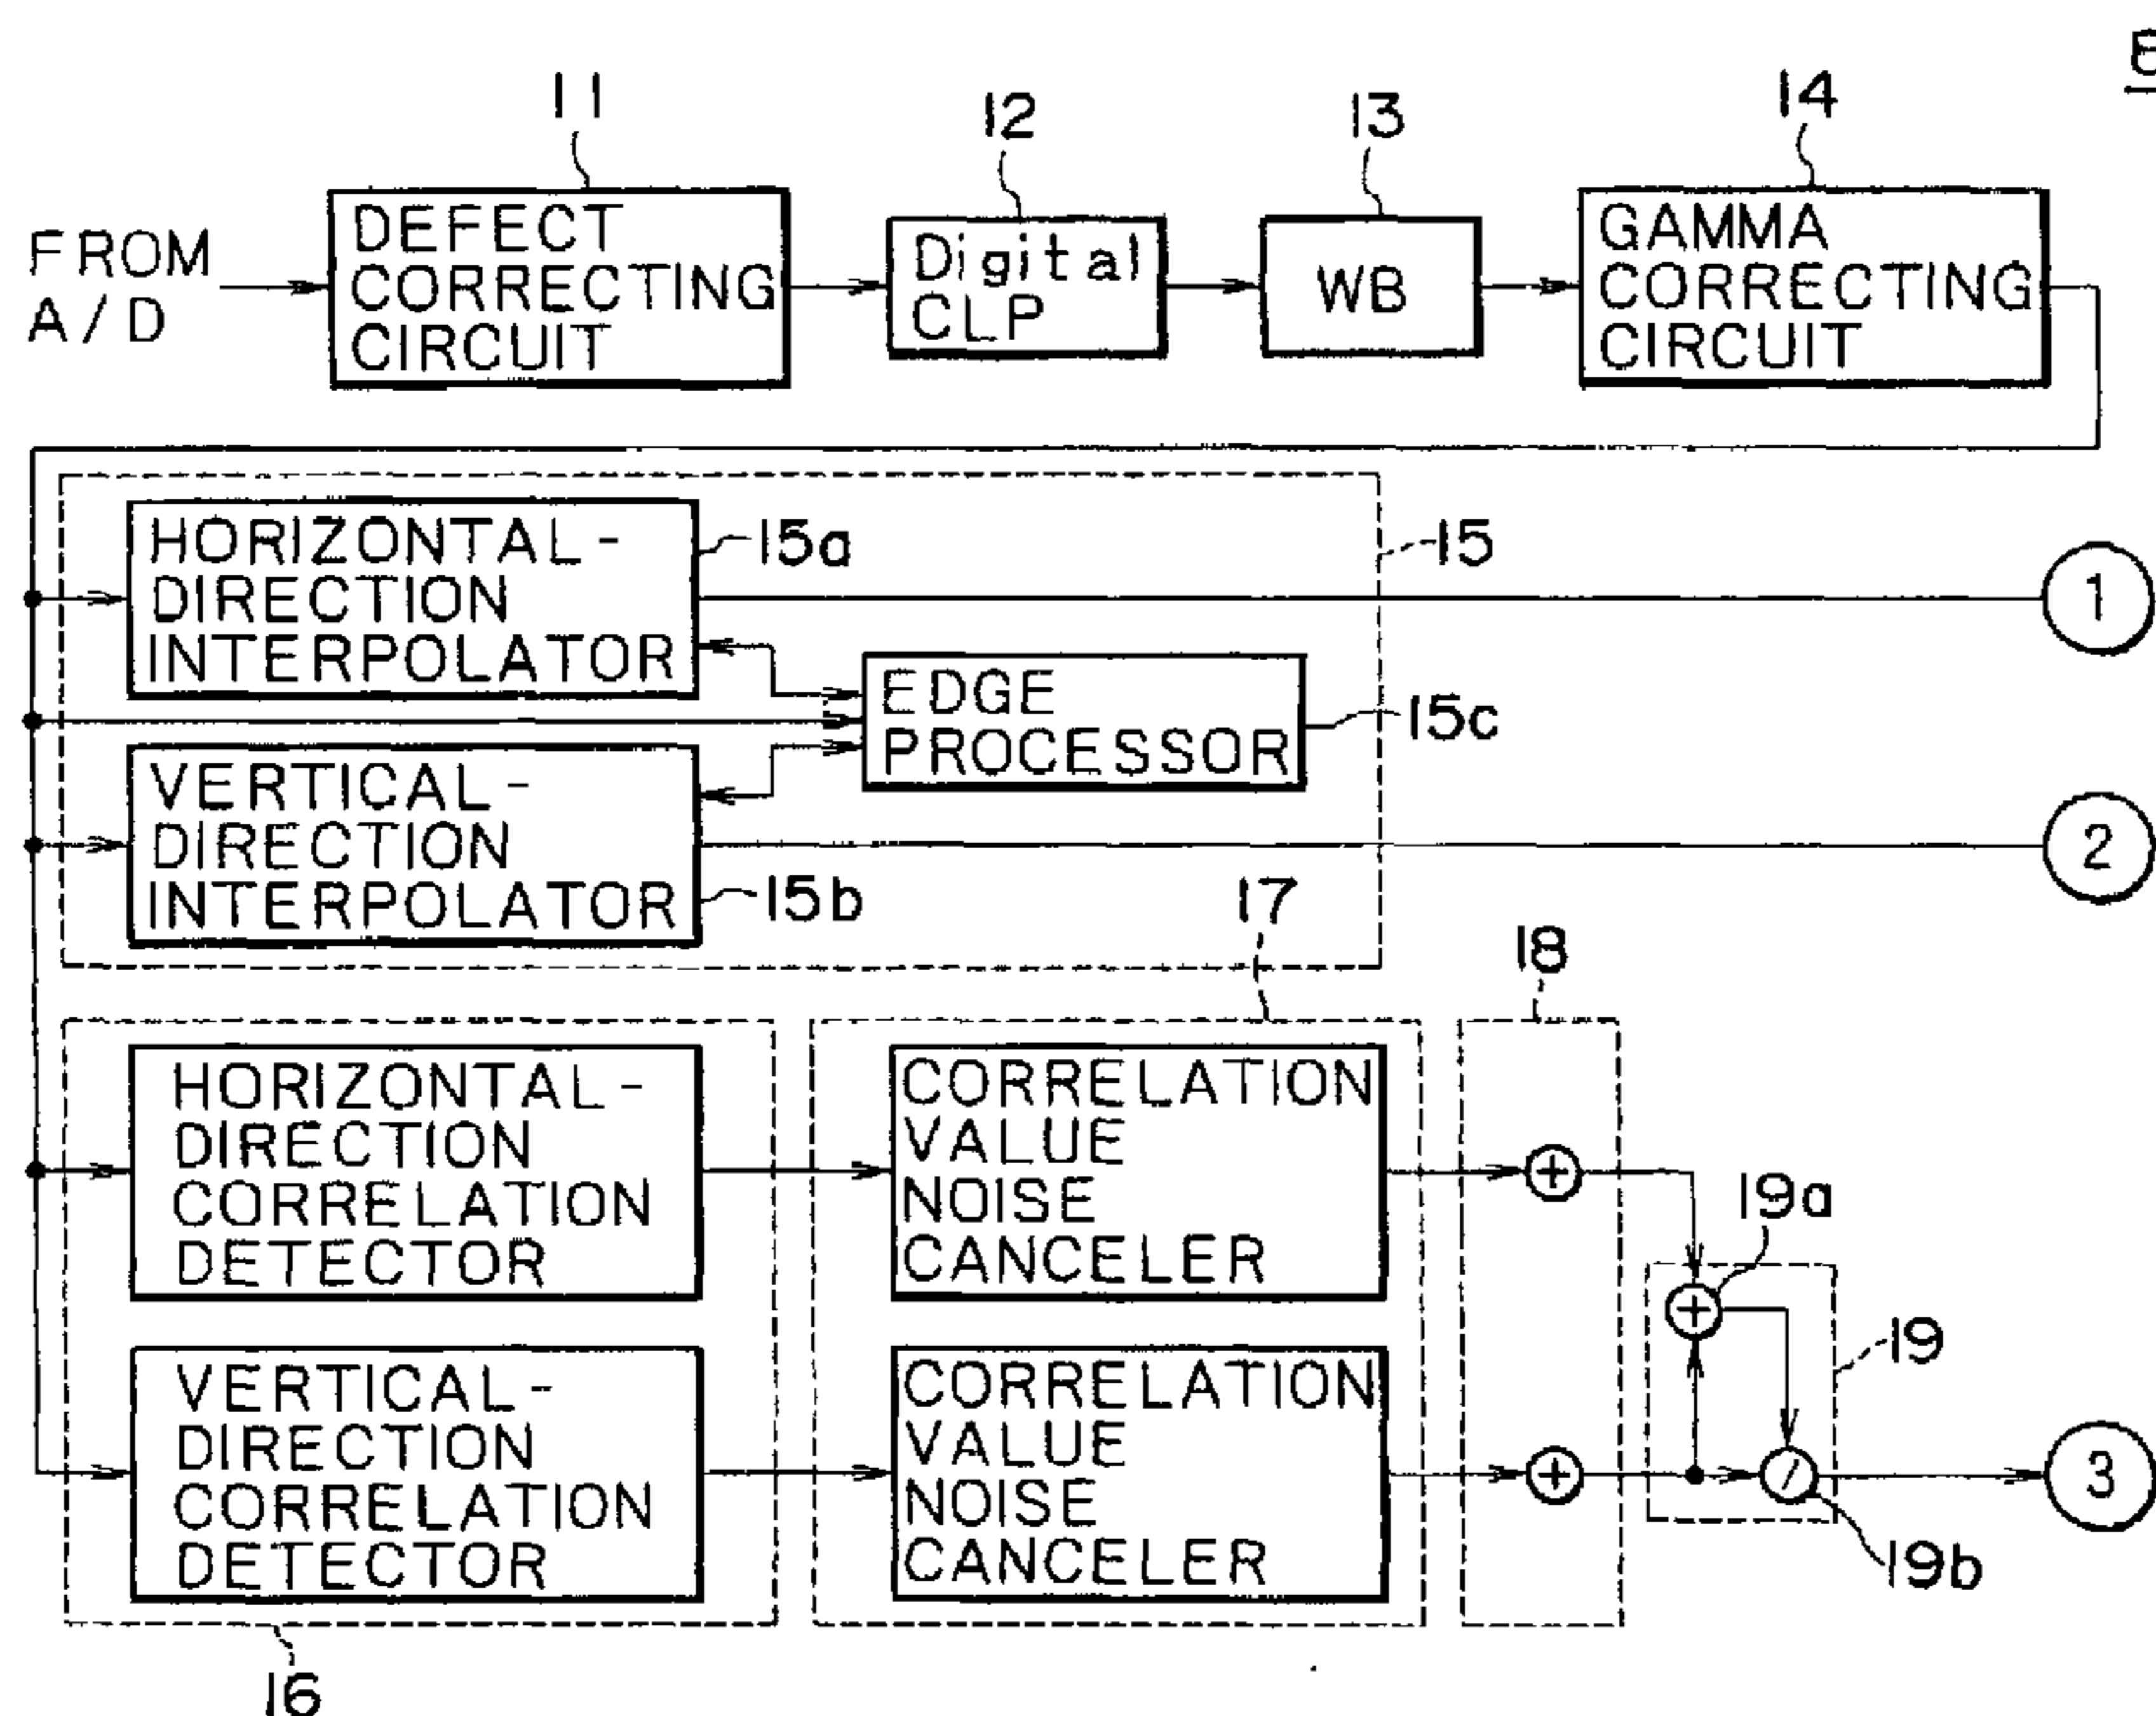 11
12
13
14
FROM
A/D
DEFECT
CORRECTING
CIRCUIT
Digital
CLP
WB
GAMMA
CORRECTING
CIRCUIT
HORIZONTAL-
DIRECTION
INTERPOLATOR
15a
15
1
EDGE
PROCESSOR
15c
VERTICAL-
DIRECTION
INTERPOLATOR
15b
2
17
18
HORIZONTAL-
DIRECTION
CORRELATION
DETECTOR
CORRELATION
VALUE
NOISE
CANCELER
+
19a
+
19
VERTICAL-
DIRECTION
CORRELATION
DETECTOR
CORRELATION
VALUE
NOISE
CANCELER
+
/
3
19b
16